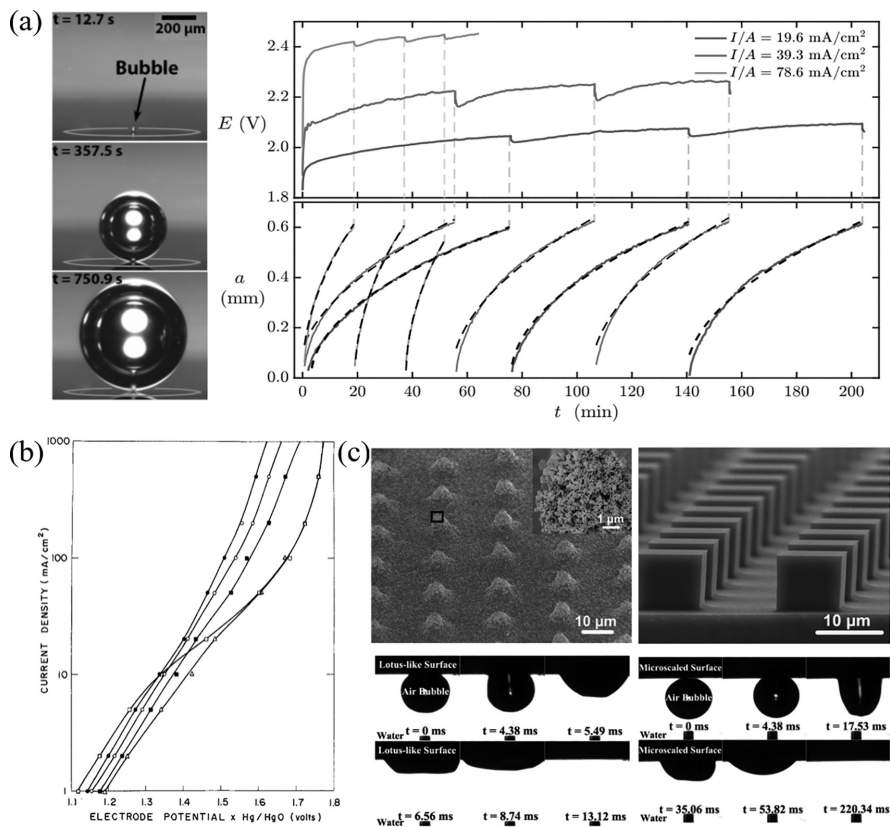 (a)
t = 12.7 s
200 µm
Bubble
t = 357.5 s
t = 750.9 s
2.4
2.2
E (V)
2.0
1.8
I/A = 19.6 mA/cm²
I/A = 39.3 mA/cm²
I/A = 78.6 mA/cm²
0.6
0.4
a
(mm)
0.2
0.0
0 20 40 60 80 100 120 140 160 180 200
t (min)
(b)
1000
100
10
1
CURRENT DENSITY (mA/cm²)
1.1 1.2 1.3 1.4 1.5 1.6 1.7 1.8
ELECTRODE POTENTIAL x Hg/HgO (volts)
(c)
1 µm
10 µm
10 µm
Lotus-like Surface
Air Bubble
t = 0 ms t = 4.38 ms t = 5.49 ms
Water
Lotus-like Surface
t = 6.56 ms t = 8.74 ms t = 13.12 ms
Water
Microscaled Surface
Air Bubble
t = 0 ms t = 4.38 ms t = 17.53 ms
Water
Microscaled Surface
t = 35.06 ms t = 53.82 ms t = 220.34 ms
Water